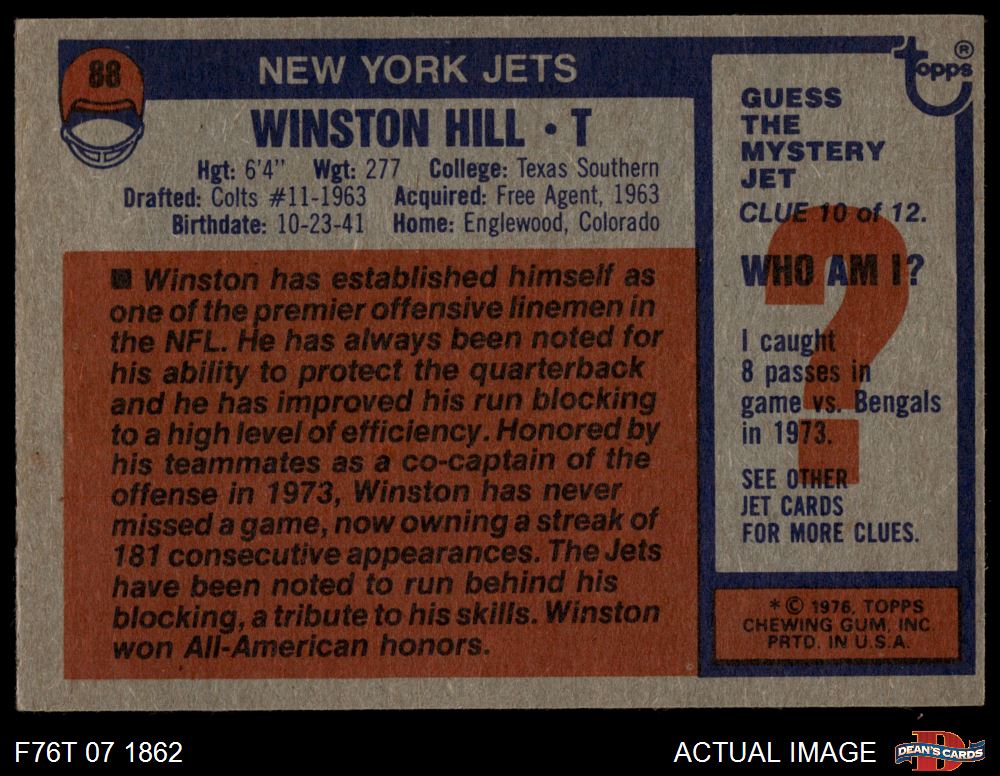 88
NEW YORK JETS
WINSTON HILL • T
Hgt: 6'4" Wgt: 277 College: Texas Southern
Drafted: Colts #11-1963 Acquired: Free Agent, 1963
Birthdate: 10-23-41 Home: Englewood, Colorado
■ Winston has established himself as
one of the premier offensive linemen in
the NFL. He has always been noted for
his ability to protect the quarterback
and he has improved his run blocking
to a high level of efficiency. Honored by
his teammates as a co-captain of the
offense in 1973, Winston has never
missed a game, now owning a streak of
181 consecutive appearances. The Jets
have been noted to run behind his
blocking, a tribute to his skills. Winston
won All-American honors.
topps ®
GUESS
THE
MYSTERY
JET
CLUE 10 of 12.
?
WHO AM I?
I caught
8 passes in
game vs. Bengals
in 1973.
SEE OTHER
JET CARDS
FOR MORE CLUES.
* © 1976, TOPPS
CHEWING GUM, INC.
PRTD. IN U.S.A.
F76T 07 1862
ACTUAL IMAGE
DEAN'S CARDS